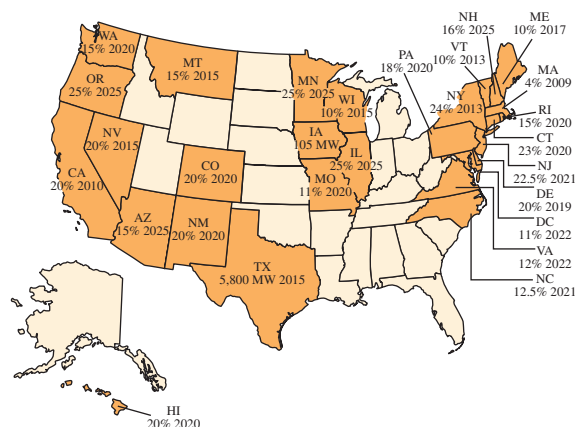 WA
15% 2020
OR
25% 2025
MT
15% 2015
NV
20% 2015
CA
20% 2010
AZ
15% 2025
NM
20% 2020
CO
20% 2020
TX
5,800 MW 2015
MN
25% 2025
WI
10% 2015
IA
105 MW
IL
25% 2025
MO
11% 2020
HI
20% 2020
PA
18% 2020
NY
24% 2013
VT
10% 2013
NH
16% 2025
ME
10% 2017
MA
4% 2009
RI
15% 2020
CT
23% 2020
NJ
22.5% 2021
DE
20% 2019
DC
11% 2022
VA
12% 2022
NC
12.5% 2021